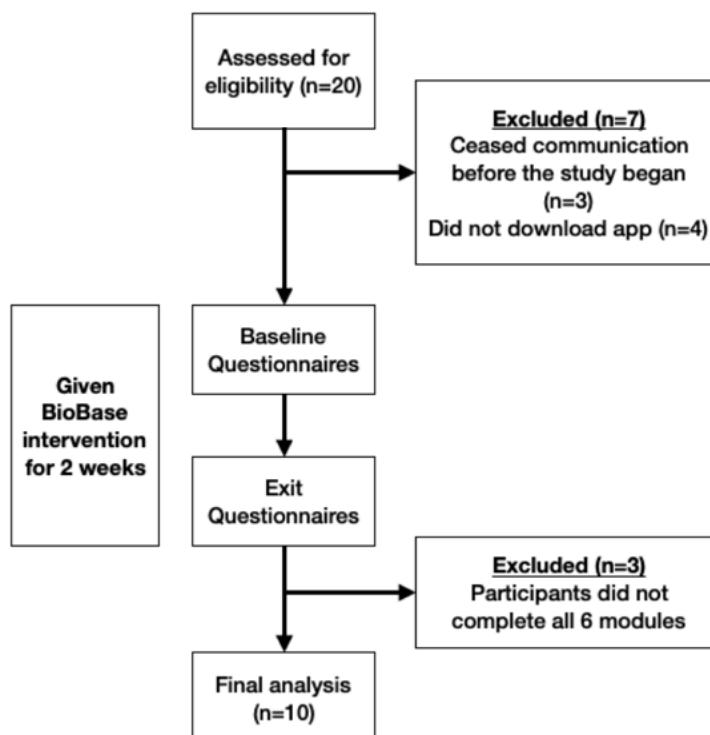 Assessed for
eligibility (n=20)
Excluded (n=7)
Ceased communication
before the study began
(n=3)
Did not download app (n=4)
Given
BioBase
intervention
for 2 weeks
Baseline
Questionnaires
Exit
Questionnaires
Excluded (n=3)
Participants did not
complete all 6 modules
Final analysis
(n=10)